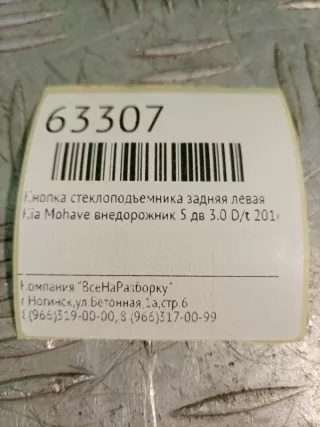 63307
Кнопка стеклоподъемника задняя левая
Kia Mohave внедорожник 5 дв 3.0 D/t 201
Компания "ВсеНаРазборку"
г.Ногинск,ул.Бетонная,1а,стр.6
8(966)319-00-00,8 (966)317-00-99